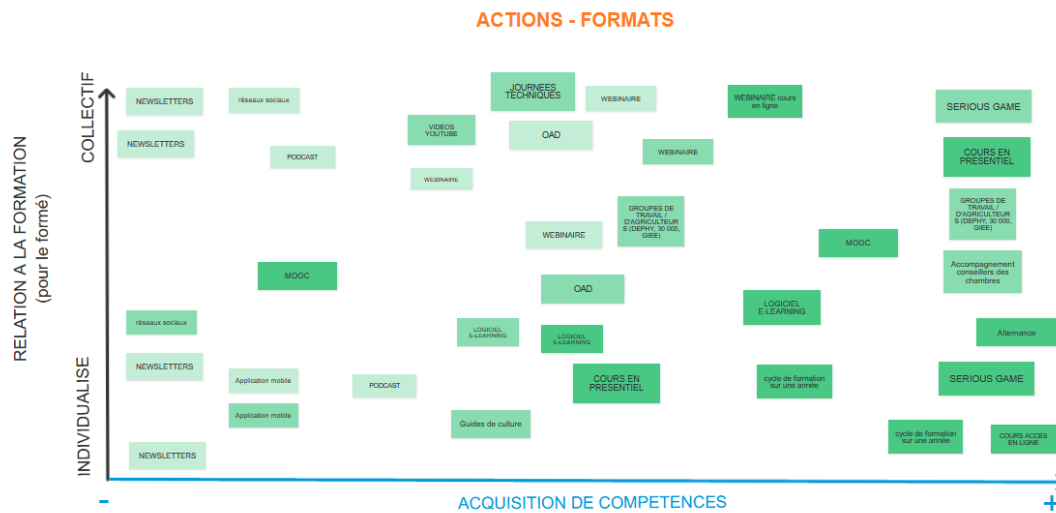 ACTIONS - FORMATS
RELATION A LA FORMATION
(pour le formé)
COLLECTIF
INDIVIDUALISE
NEWSLETTERS
réseaux sociaux
JOURNEES
TECHNIQUES
WEBINAIRE
WEBINAIRE cours
en ligne
SERIOUS GAME
NEWSLETTERS
VIDEOS
YOUTUBE
OAD
PODCAST
WEBINAIRE
COURS EN
PRESENTIEL
WEBINAIRE
GROUPES DE
TRAVAIL /
D'AGRICULTEUR
S (DEPHY, 30 000,
GIEE)
GROUPES DE
TRAVAIL /
D'AGRICULTEUR
S (DEPHY, 30 000,
GIEE)
WEBINAIRE
MOOC
MOOC
Accompagnement
conseillers des
chambres
OAD
LOGICIEL
E-LEARNING
réseaux sociaux
LOGICIEL
E-LEARNING
LOGICIEL
E-LEARNING
Alternance
NEWSLETTERS
Application mobile
PODCAST
COURS EN
PRESENTIEL
cycle de formation
sur une année
SERIOUS GAME
Application mobile
Guides de culture
cycle de formation
sur une année
COURS ACCES
EN LIGNE
NEWSLETTERS
-
ACQUISITION DE COMPETENCES
+